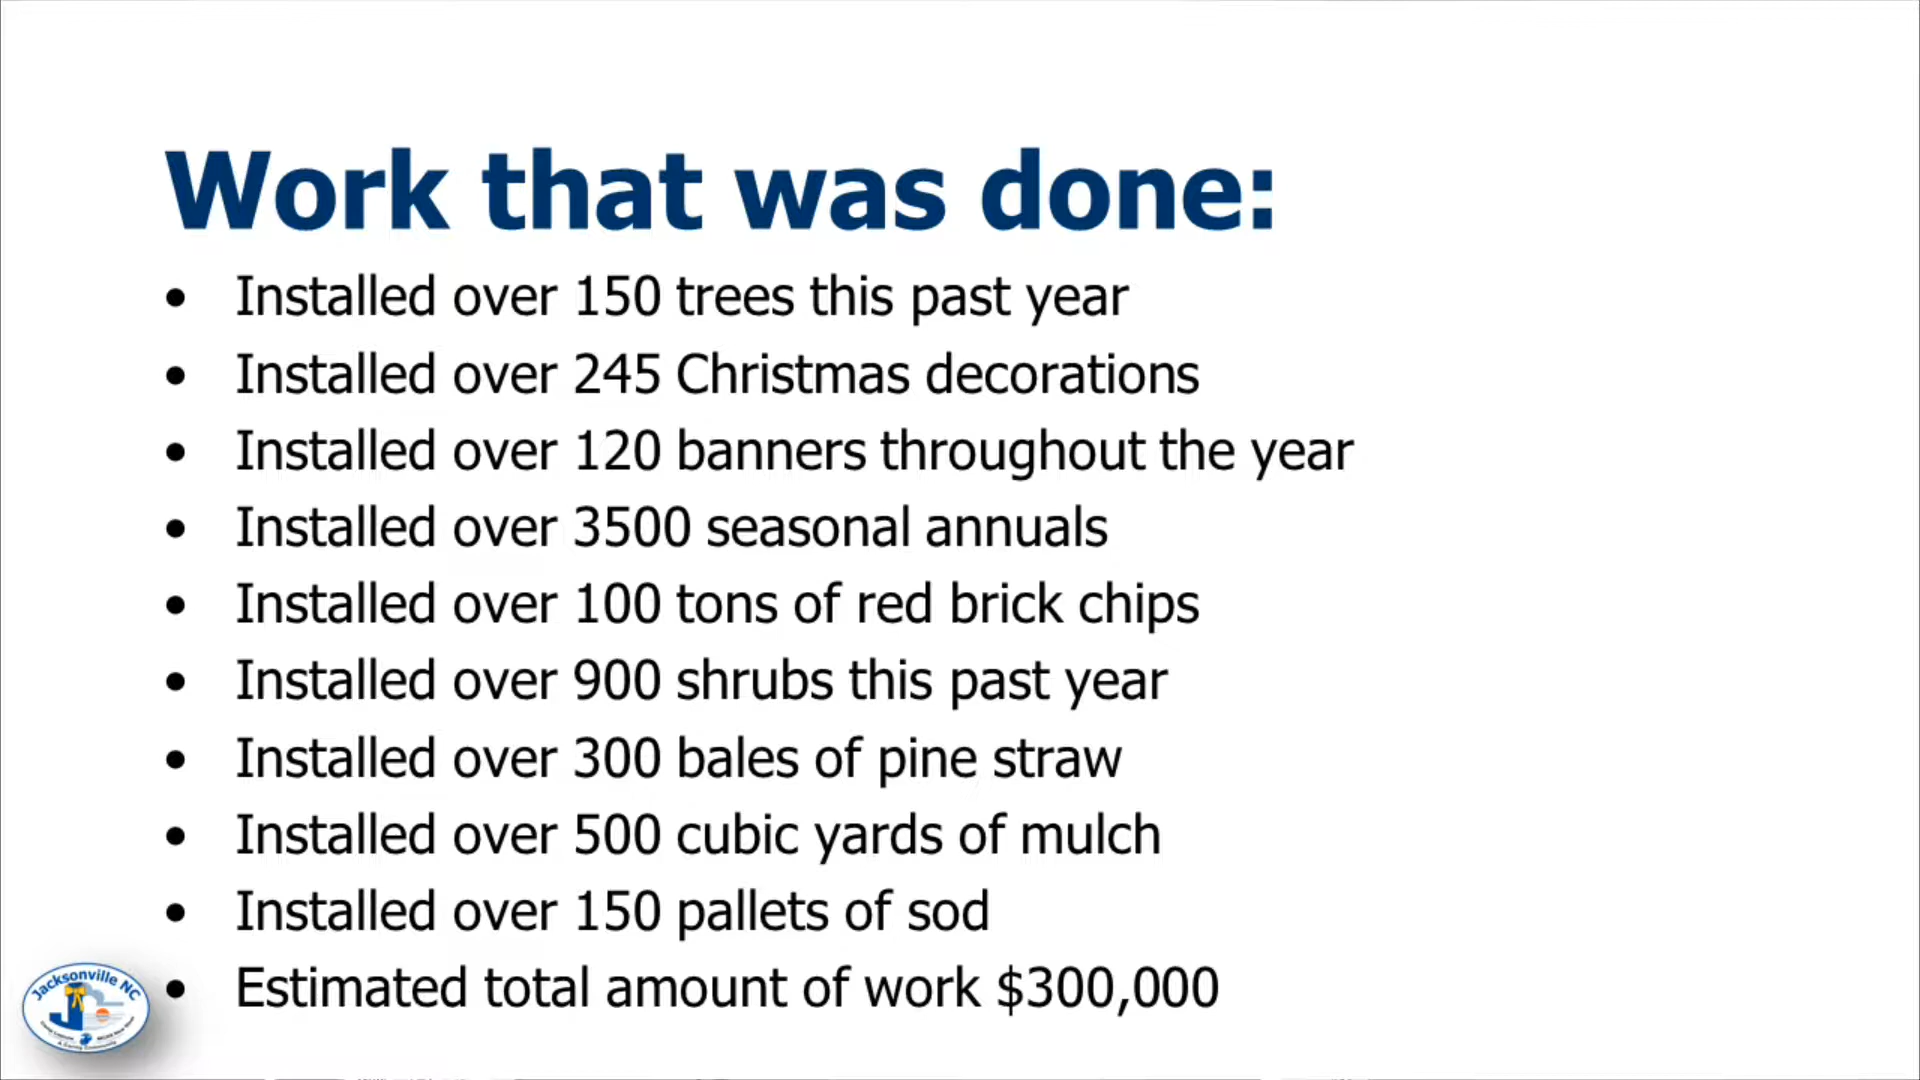 Work that was done:
• Installed over 150 trees this past year
• Installed over 245 Christmas decorations
• Installed over 120 banners throughout the year
• Installed over 3500 seasonal annuals
• Installed over 100 tons of red brick chips
• Installed over 900 shrubs this past year
• Installed over 300 bales of pine straw
• Installed over 500 cubic yards of mulch
• Installed over 150 pallets of sod
• Estimated total amount of work $300,000
Jacksonville NC